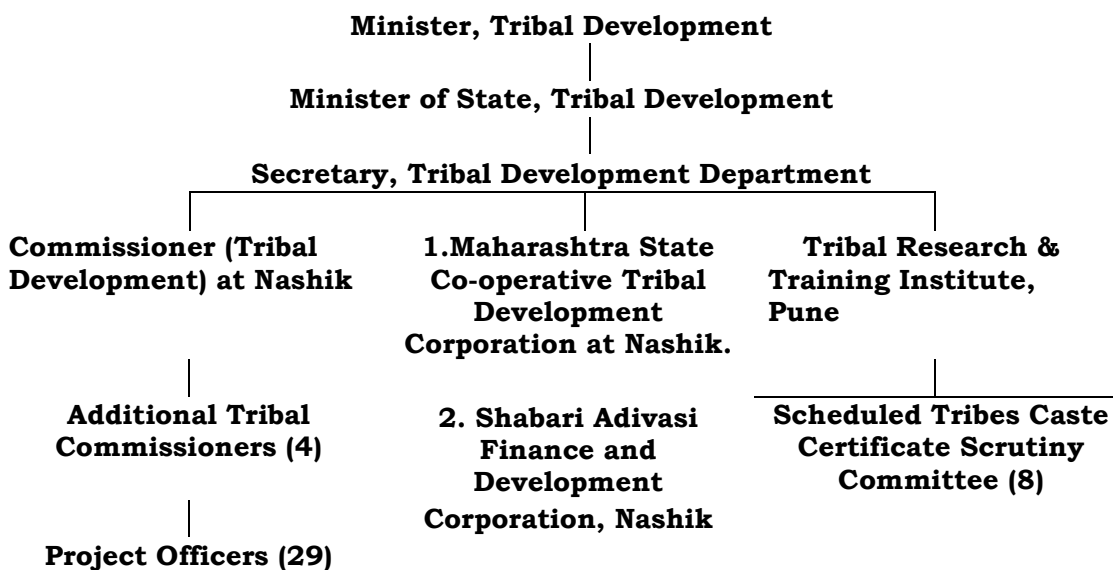 Minister, Tribal Development
Minister of State, Tribal Development
Secretary, Tribal Development Department
Commissioner (Tribal
Development) at Nashik
Additional Tribal
Commissioners (4)
Project Officers (29)
1.Maharashtra State
Co-operative Tribal
Development
Corporation at Nashik.
2. Shabari Adivasi
Finance and
Development
Corporation, Nashik
Tribal Research &
Training Institute,
Pune
Scheduled Tribes Caste
Certificate Scrutiny
Committee (8)